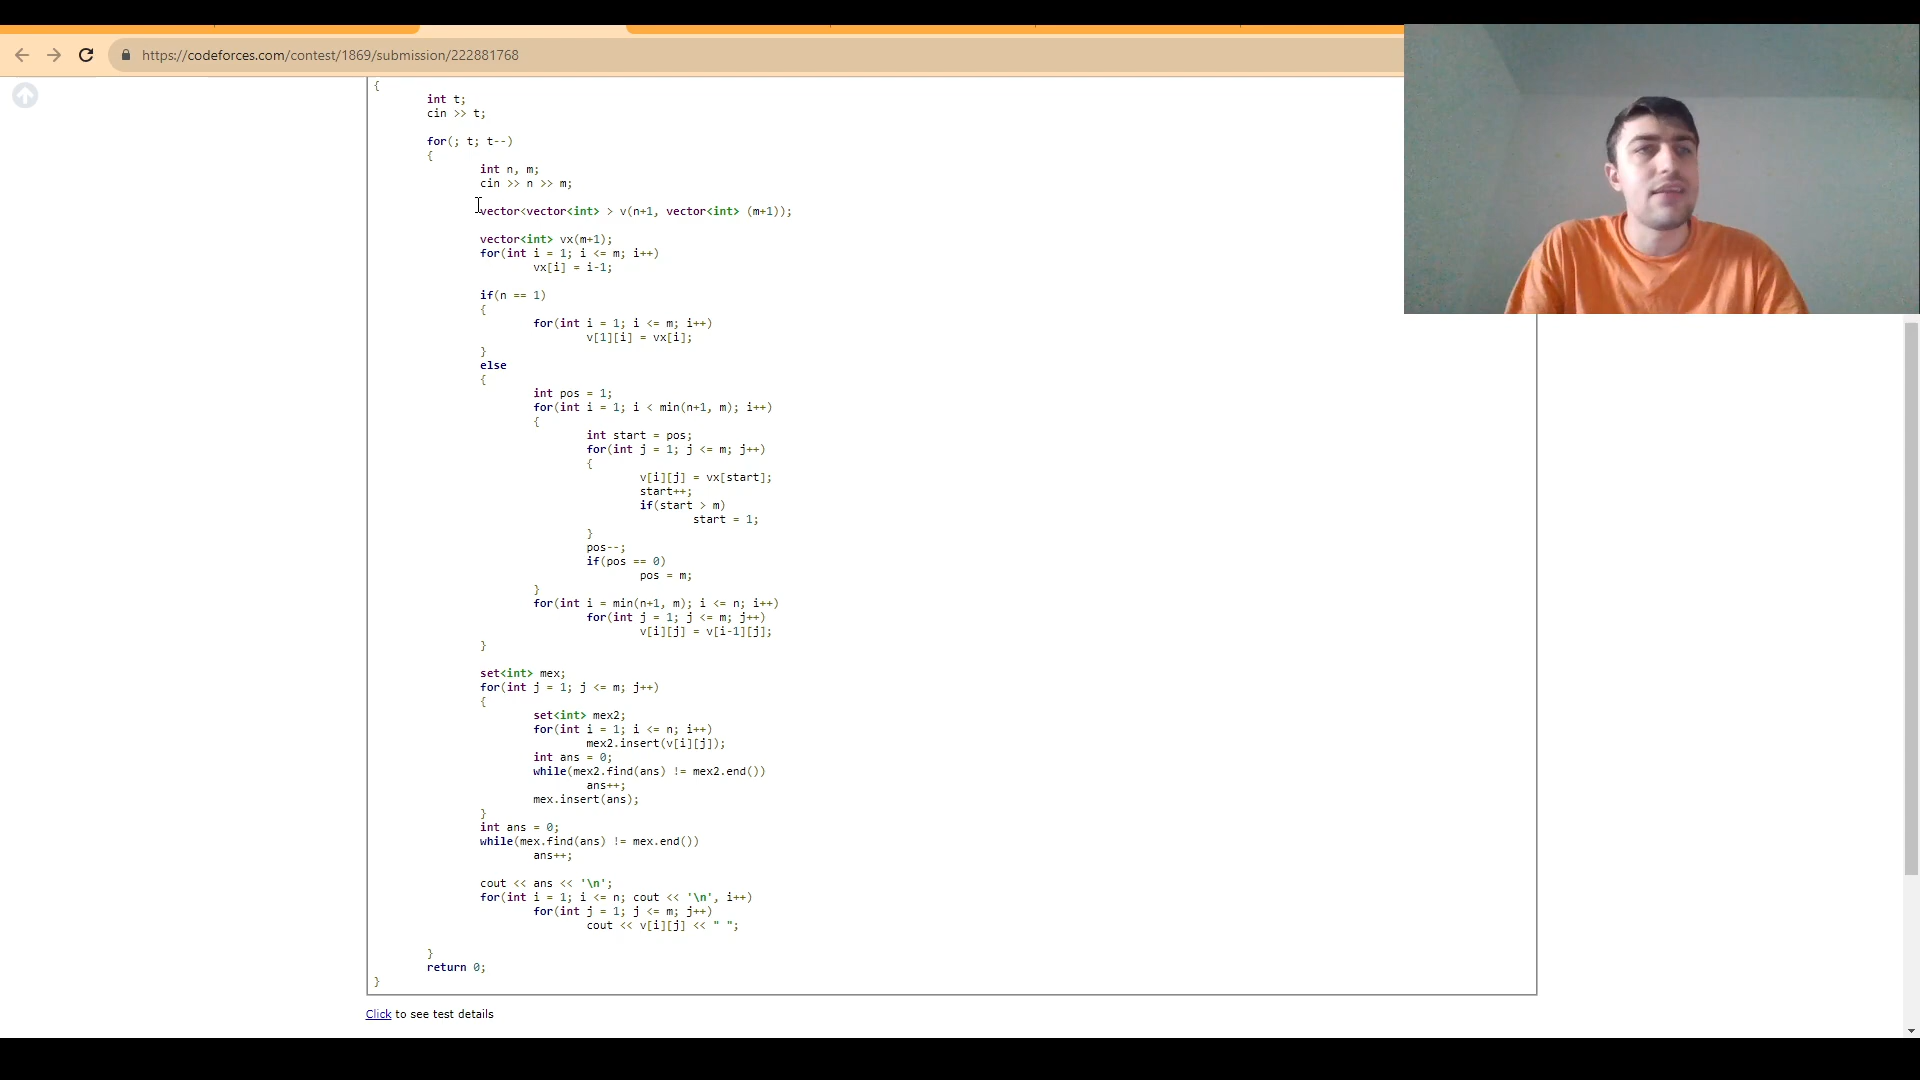 https://codeforces.com/contest/1869/submission/222881768
{
int t;
cin >> t;
for(; t; t--)
{
int n, m;
cin >> n >> m;
vector<vector<int> > v(n+1, vector<int> (m+1));
vector<int> vx(m+1);
for(int i = 1; i <= m; i++)
vx[i] = i-1;
if(n == 1)
{
for(int i = 1; i <= m; i++)
v[1][i] = vx[i];
}
else
{
int pos = 1;
for(int i = 1; i < min(n+1, m); i++)
{
int start = pos;
for(int j = 1; j <= m; j++)
{
v[i][j] = vx[start];
start++;
if(start > m)
start = 1;
}
pos--;
if(pos == 0)
pos = m;
}
for(int i = min(n+1, m); i <= n; i++)
for(int j = 1; j <= m; j++)
v[i][j] = v[i-1][j];
}
set<int> mex;
for(int j = 1; j <= m; j++)
{
set<int> mex2;
for(int i = 1; i <= n; i++)
mex2.insert(v[i][j]);
int ans = 0;
while(mex2.find(ans) != mex2.end())
ans++;
mex.insert(ans);
}
int ans = 0;
while(mex.find(ans) != mex.end())
ans++;
cout << ans << '\n';
for(int i = 1; i <= n; cout << '\n', i++)
for(int j = 1; j <= m; j++)
cout << v[i][j] << " ";
}
return 0;
}
Click to see test details